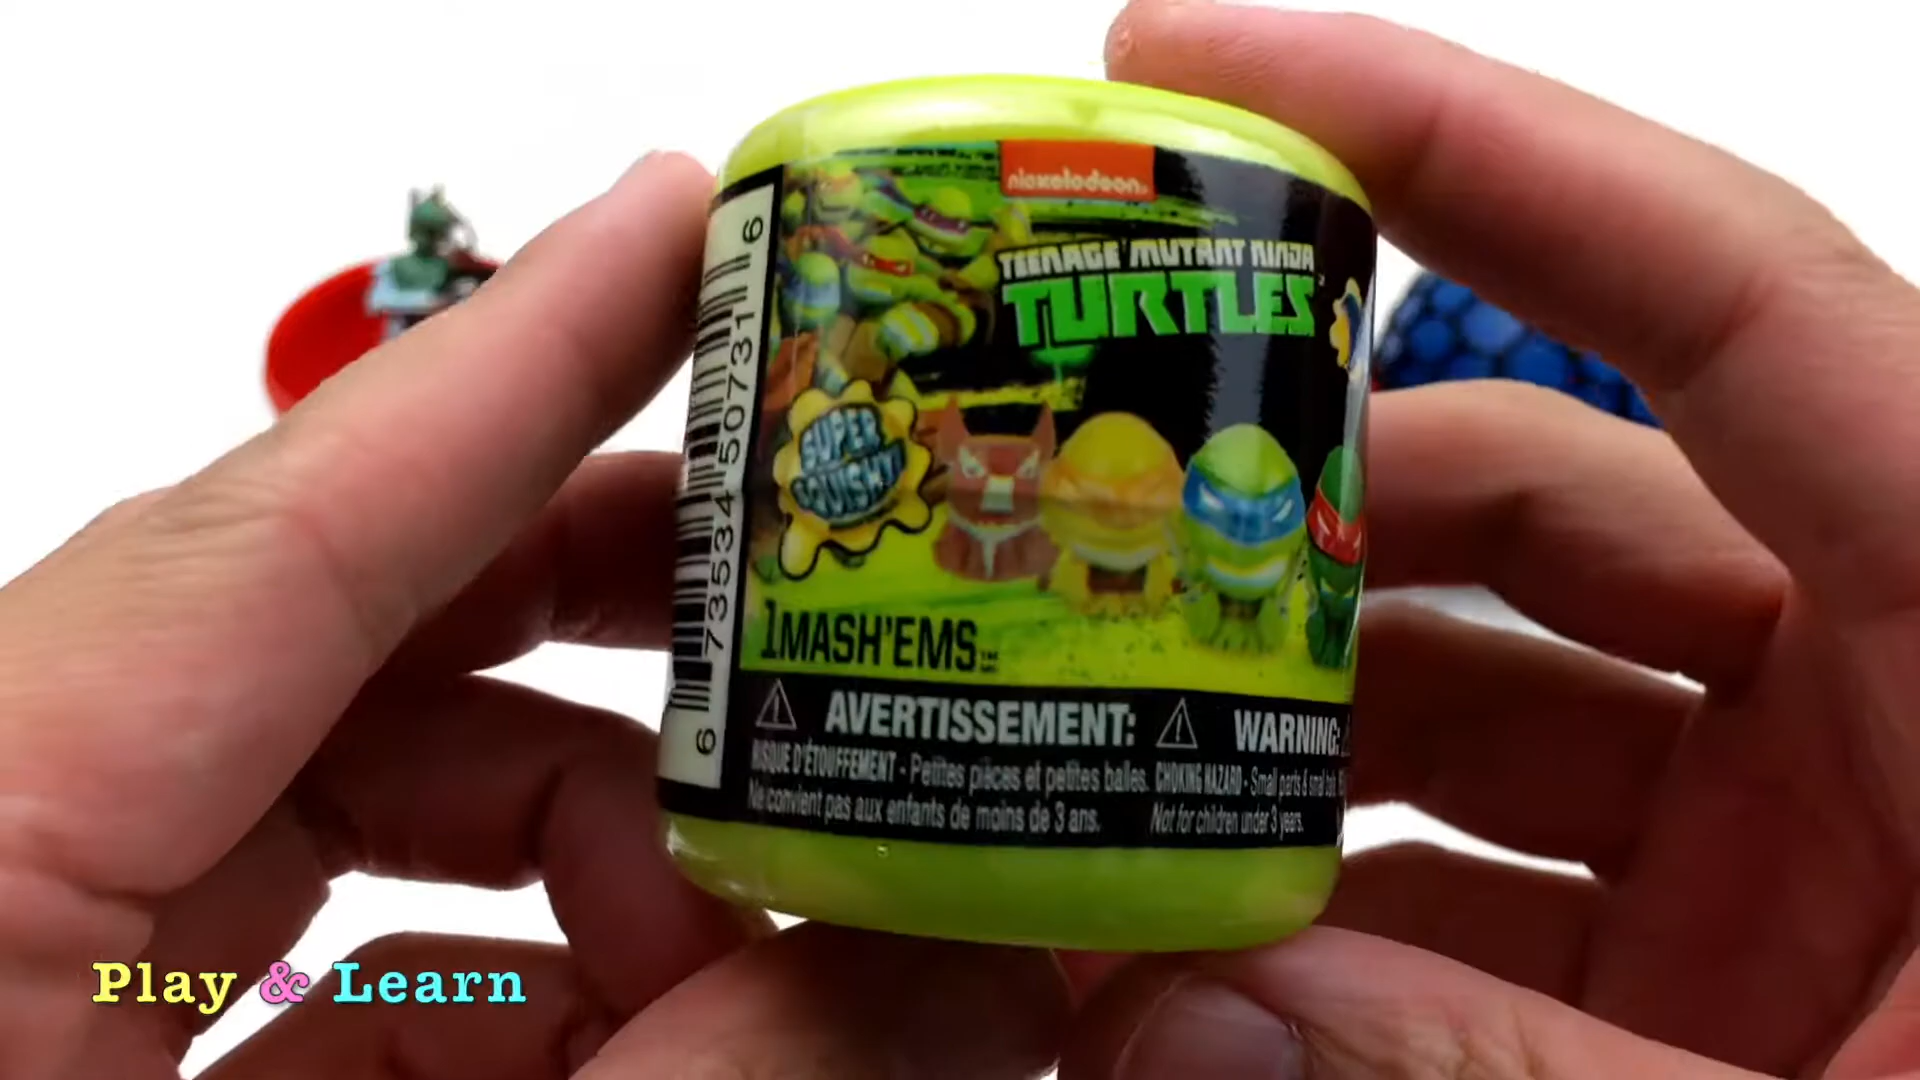 nickelodeon
TEENAGE MUTANT NINJA
TURTLES
SUPER
SQUISHY!
1 MASH'EMS™
6 73534 50731 6
AVERTISSEMENT:
RISQUE D'ÉTOUFFEMENT - Petites pièces et petites balles.
Ne convient pas aux enfants de moins de 3 ans.
WARNING:
CHOKING HAZARD - Small parts & small
Not for children under 3 years.
Play & Learn